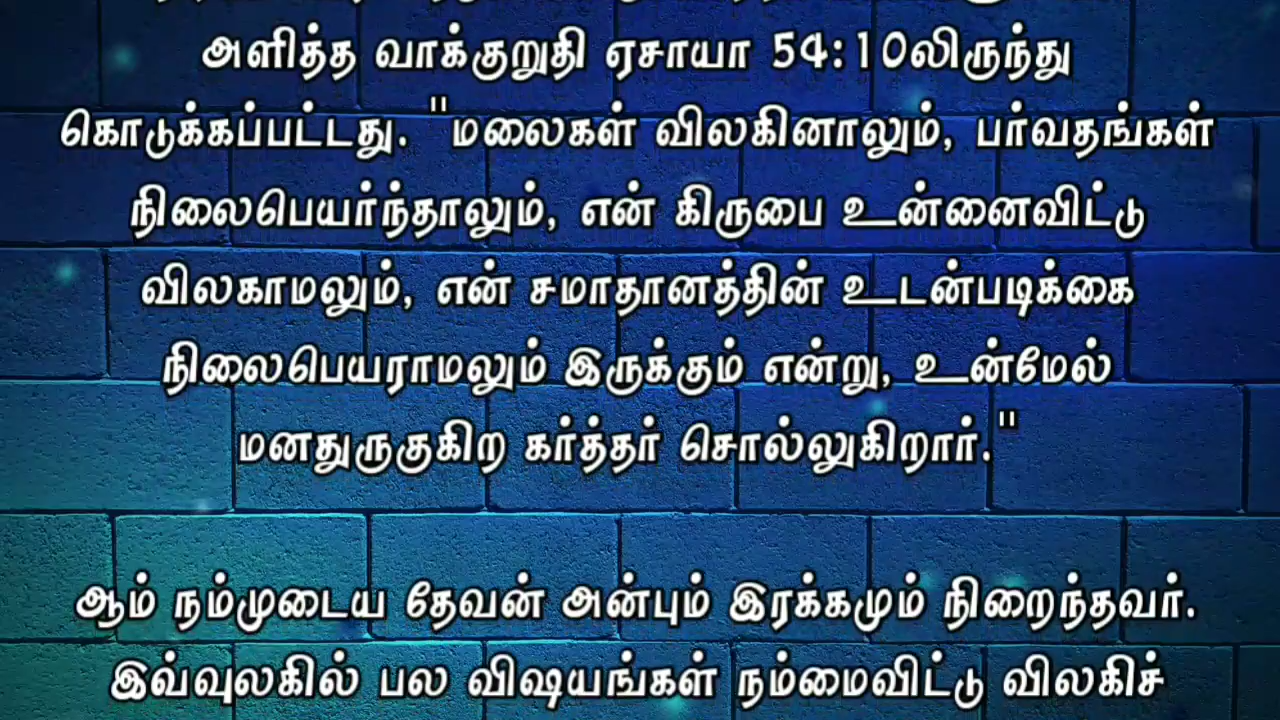 அளித்த வாக்குறுதி ஏசாயா 54:10லிருந்து
கொடுக்கப்பட்டது. "மலைகள் விலகினாலும், பர்வதங்கள்
நிலைபெயர்ந்தாலும், என் கிருபை உன்னைவிட்டு
விலகாமலும், என் சமாதானத்தின் உடன்படிக்கை
நிலைபெயராமலும் இருக்கும் என்று, உன்மேல்
மனதுருகுகிற கர்த்தர் சொல்லுகிறார்."
ஆம் நம்முடைய தேவன் அன்பும் இரக்கமும் நிறைந்தவர்.
இவ்வுலகில் பல விஷயங்கள் நம்மைவிட்டு விலகிச்